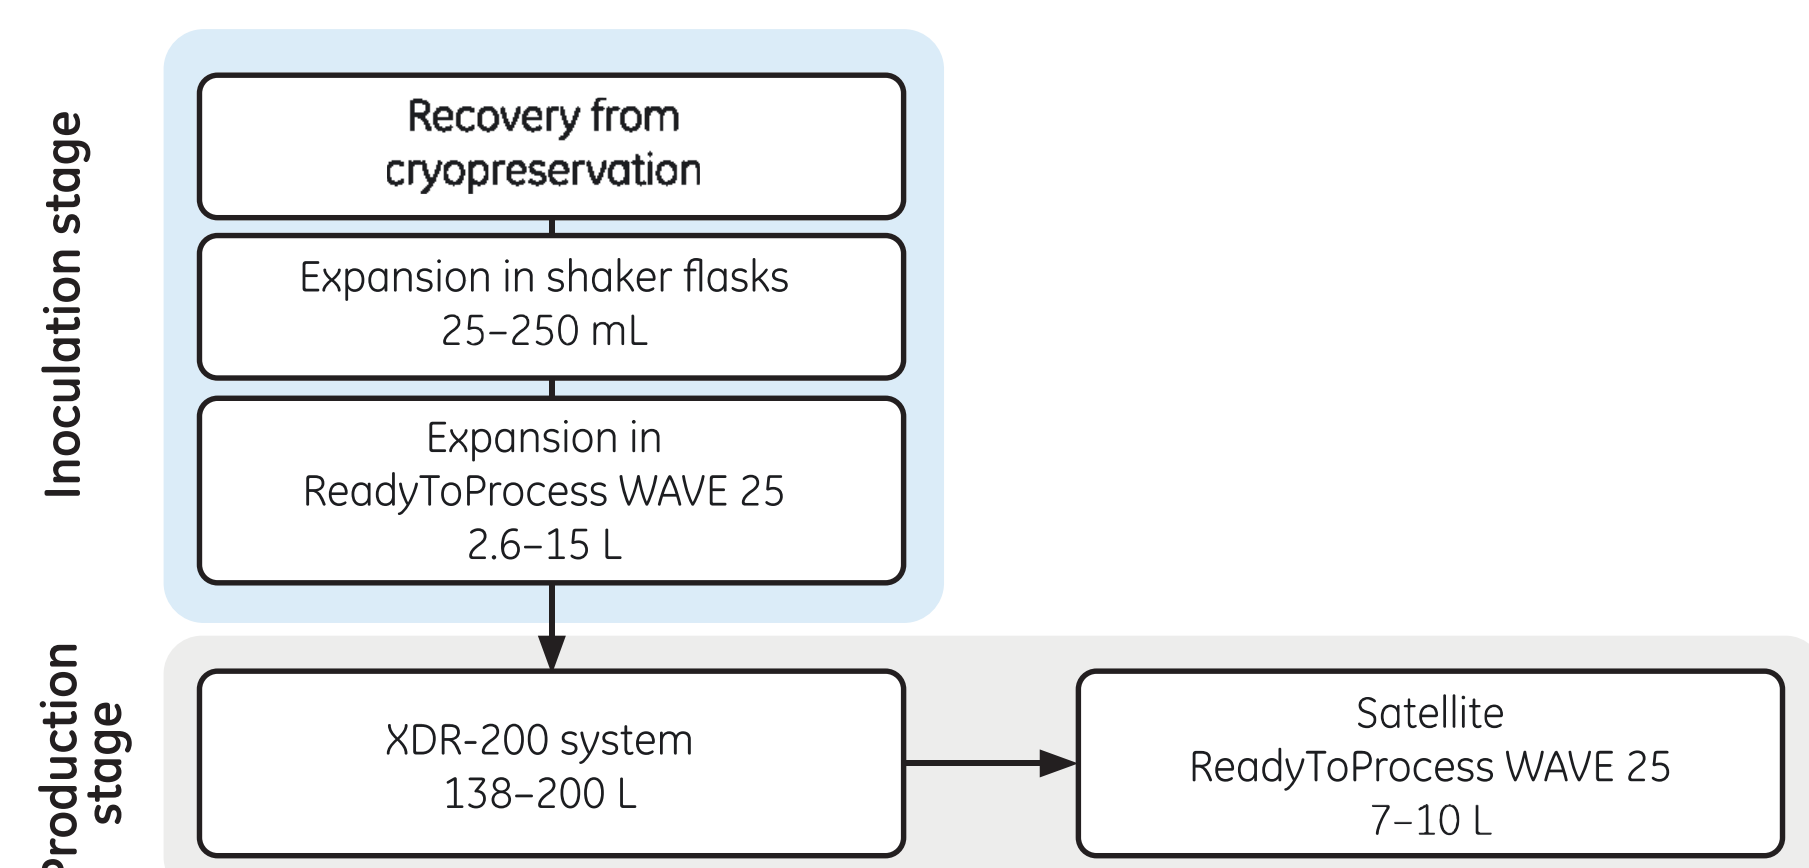 Inoculation stage
Recovery from
cryopreservation
Expansion in shaker flasks
25–250 mL
Expansion in
ReadyToProcess WAVE 25
2.6–15 L
Production
stage
XDR-200 system
138–200 L
Satellite
ReadyToProcess WAVE 25
7–10 L